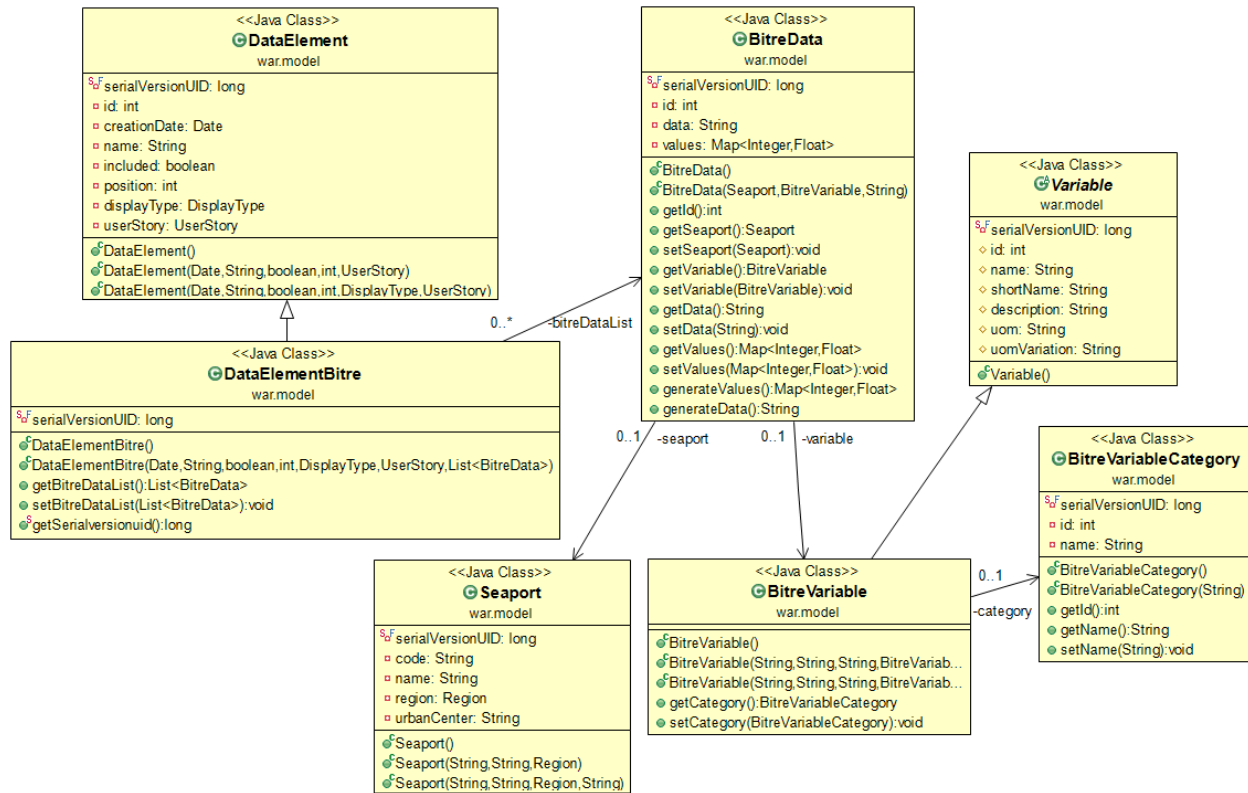 <<Java Class>>
DataElement
war.model
serialVersionUID: long
id: int
creationDate: Date
name: String
included: boolean
position: int
displayType: DisplayType
userStory: UserStory
DataElement()
DataElement(Date,String,boolean,int,UserStory)
DataElement(Date,String,boolean,int,DisplayType,UserStory)
<<Java Class>>
BitreData
war.model
serialVersionUID: long
id: int
data: String
values: Map<Integer,Float>
BitreData()
BitreData(Seaport,BitreVariable,String)
getId():int
getSeaport():Seaport
setSeaport(Seaport):void
getVariable():BitreVariable
setVariable(BitreVariable):void
getData():String
setData(String):void
getValues():Map<Integer,Float>
setValues(Map<Integer,Float>):void
generateValues():Map<Integer,Float>
generateData():String
<<Java Class>>
Variable
war.model
serialVersionUID: long
id: int
name: String
shortName: String
description: String
uom: String
uomVariation: String
Variable()
0..* -bitreDataList
<<Java Class>>
DataElementBitre
war.model
serialVersionUID: long
DataElementBitre()
DataElementBitre(Date,String,boolean,int,DisplayType,UserStory,List<BitreData>)
getBitreDataList():List<BitreData>
setBitreDataList(List<BitreData>):void
getSerialversionuid():long
0..1 -seaport
0..1 -variable
<<Java Class>>
BitreVariableCategory
war.model
serialVersionUID: long
id: int
name: String
BitreVariableCategory()
BitreVariableCategory(String)
getId():int
getName():String
setName(String):void
<<Java Class>>
Seaport
war.model
serialVersionUID: long
code: String
name: String
region: Region
urbanCenter: String
Seaport()
Seaport(String,String,Region)
Seaport(String,String,Region,String)
<<Java Class>>
BitreVariable
war.model
BitreVariable()
BitreVariable(String,String,String,BitreVariab...
BitreVariable(String,String,String,BitreVariab...
getCategory():BitreVariableCategory
setCategory(BitreVariableCategory):void
0..1
-category